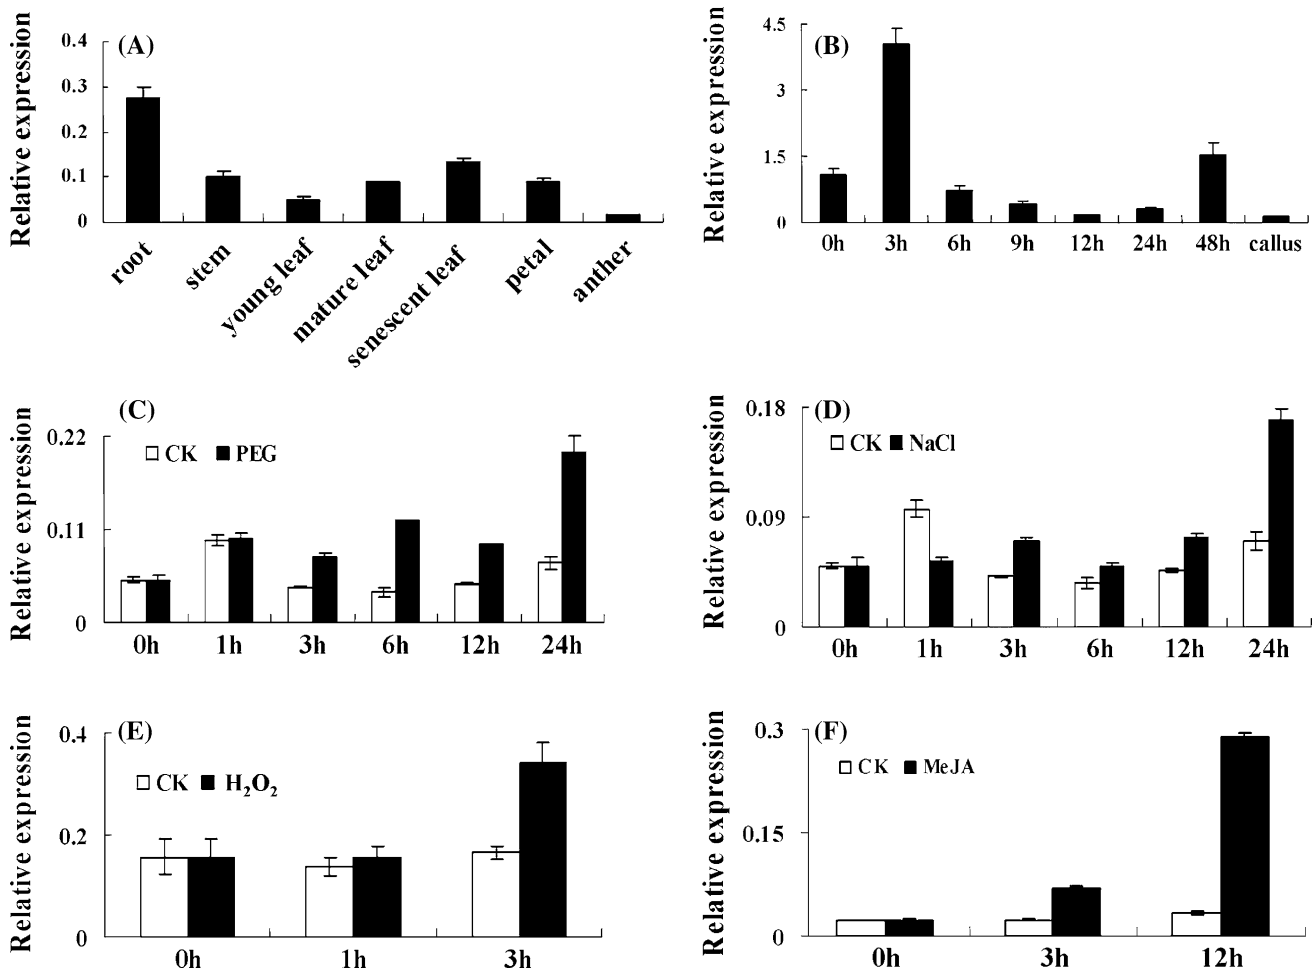 (A)
Relative expression
0.4
0.3
0.2
0.1
0
root
stem
young leaf
mature leaf
senescent leaf
petal
anther
(B)
Relative expression
4.5
3
1.5
0
0h 3h 6h 9h 12h 24h 48h callus
(C)
Relative expression
CK PEG
0.22
0.11
0
0h 1h 3h 6h 12h 24h
(D)
Relative expression
CK NaCl
0.18
0.09
0
0h 1h 3h 6h 12h 24h
(E)
Relative expression
CK H₂O₂
0.4
0.2
0
0h 1h 3h
(F)
Relative expression
CK MeJA
0.3
0.15
0
0h 3h 12h